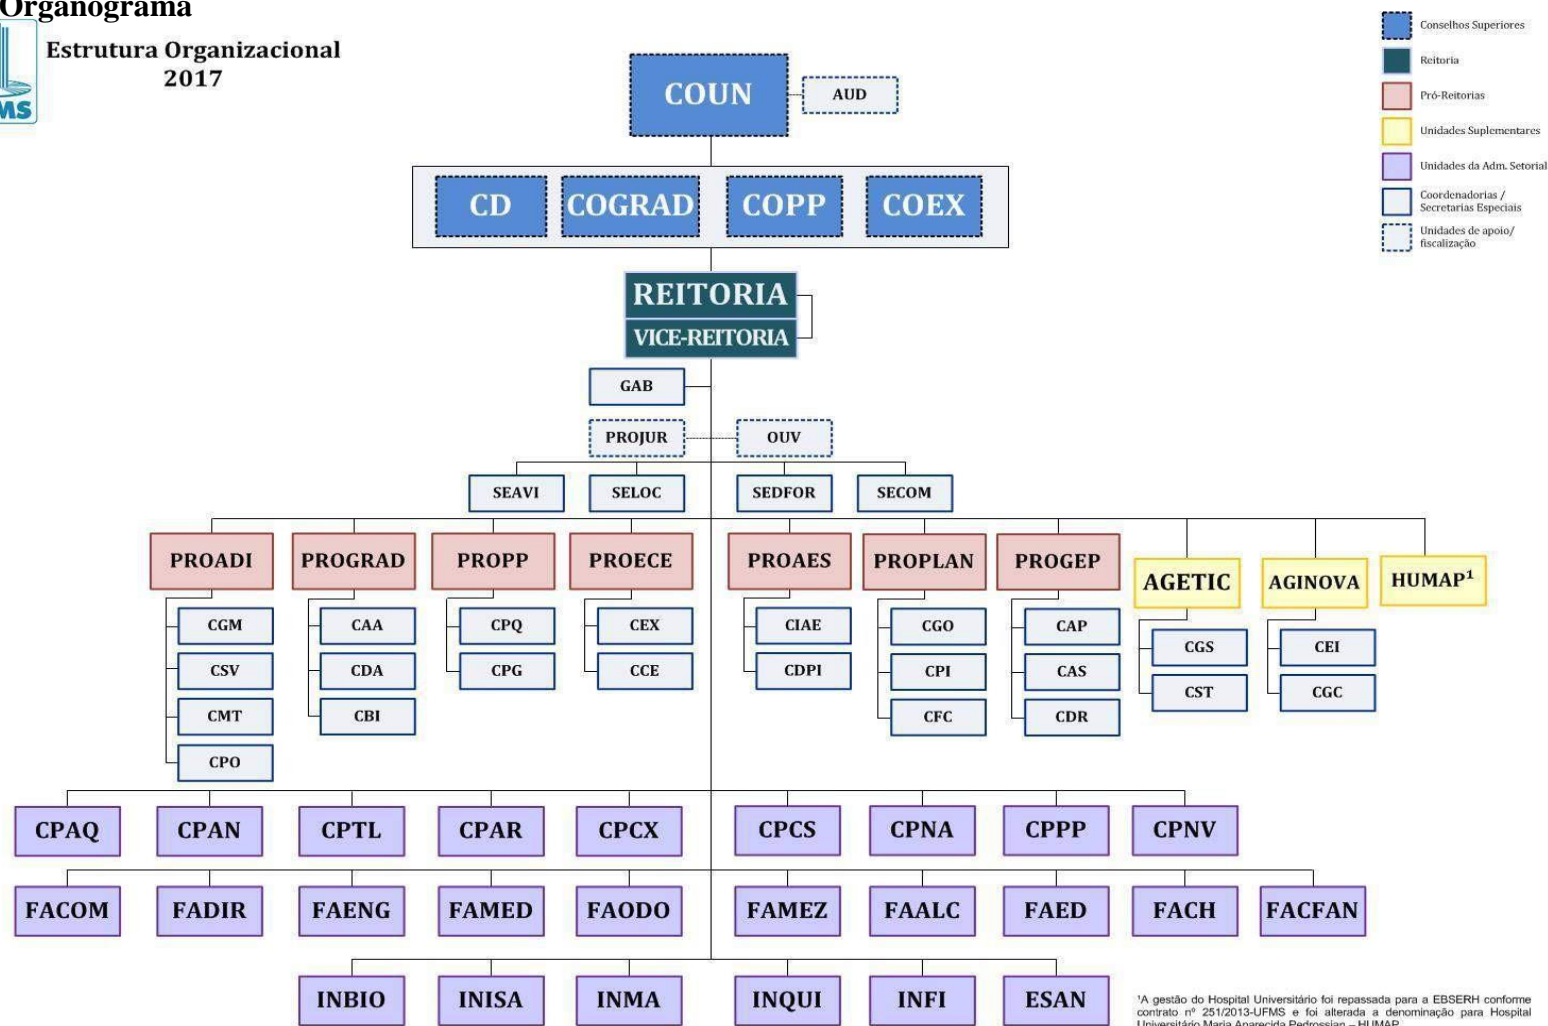 Organograma
Estrutura Organizacional
2017
MS
Conselhos Superiores
Reitoria
Pró-Reitorias
Unidades Suplementares
Unidades da Adm. Setorial
Coordenadorias /
Secretarias Especiais
Unidades de apoio/
fiscalização
COUN
AUD
CD COGRAD COPP COEX
REITORIA
VICE-REITORIA
GAB
PROJUR OUV
SEAVI SELOC SEDFOR SECOM
PROADI PROGRAD PROPP PROECE PROAES PROPLAN PROGEP AGETIC AGINOVA HUMAP¹
CGM CAA CPQ CEX CIAE CGO CAP CGS CEI
CSV CDA CPG CCE CDPI CPI CAS CST CGC
CMT CBI CFC CDR
CPO
CPAQ CPAN CPTL CPAR CPCX CPCS CPNA CPPP CPNV
FACOM FADIR FAENG FAMED FAODO FAMEZ FAALC FAED FACH FACFAN
INBIO INISA INMA INQUI INFI ESAN
¹A gestão do Hospital Universitário foi repassada para a EBSERH conforme
contrato nº 251/2013-UFMS e foi alterada a denominação para Hospital
Universitário Maria Aparecida Pedrossian – HUMAP